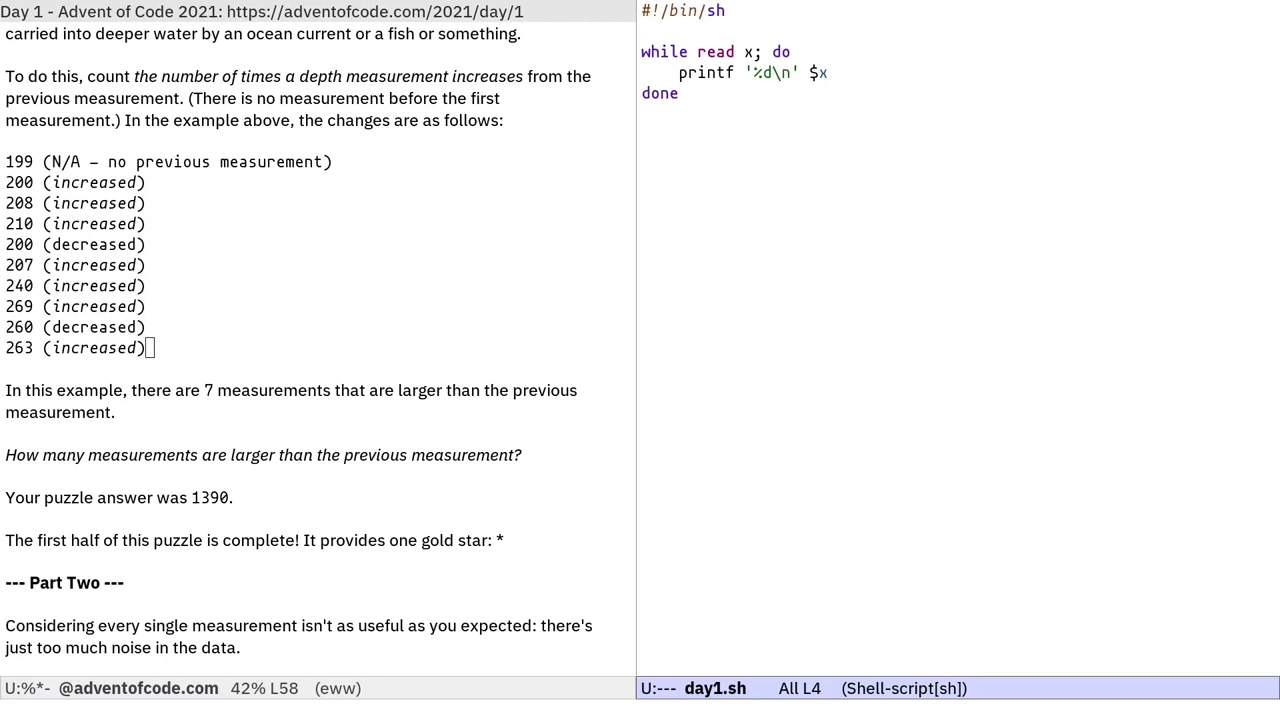 Day 1 - Advent of Code 2021: https://adventofcode.com/2021/day/1
carried into deeper water by an ocean current or a fish or something.
To do this, count the number of times a depth measurement increases from the
previous measurement. (There is no measurement before the first
measurement.) In the example above, the changes are as follows:
199 (N/A - no previous measurement)
200 (increased)
208 (increased)
210 (increased)
200 (decreased)
207 (increased)
240 (increased)
269 (increased)
260 (decreased)
263 (increased)
In this example, there are 7 measurements that are larger than the previous
measurement.
How many measurements are larger than the previous measurement?
Your puzzle answer was 1390.
The first half of this puzzle is complete! It provides one gold star: *
--- Part Two ---
Considering every single measurement isn't as useful as you expected: there's
just too much noise in the data.
U:%*- @adventofcode.com 42% L58 (eww)
#!/bin/sh
while read x; do
    printf '%d\n' $x
done
U:--- day1.sh All L4 (Shell-script[sh])